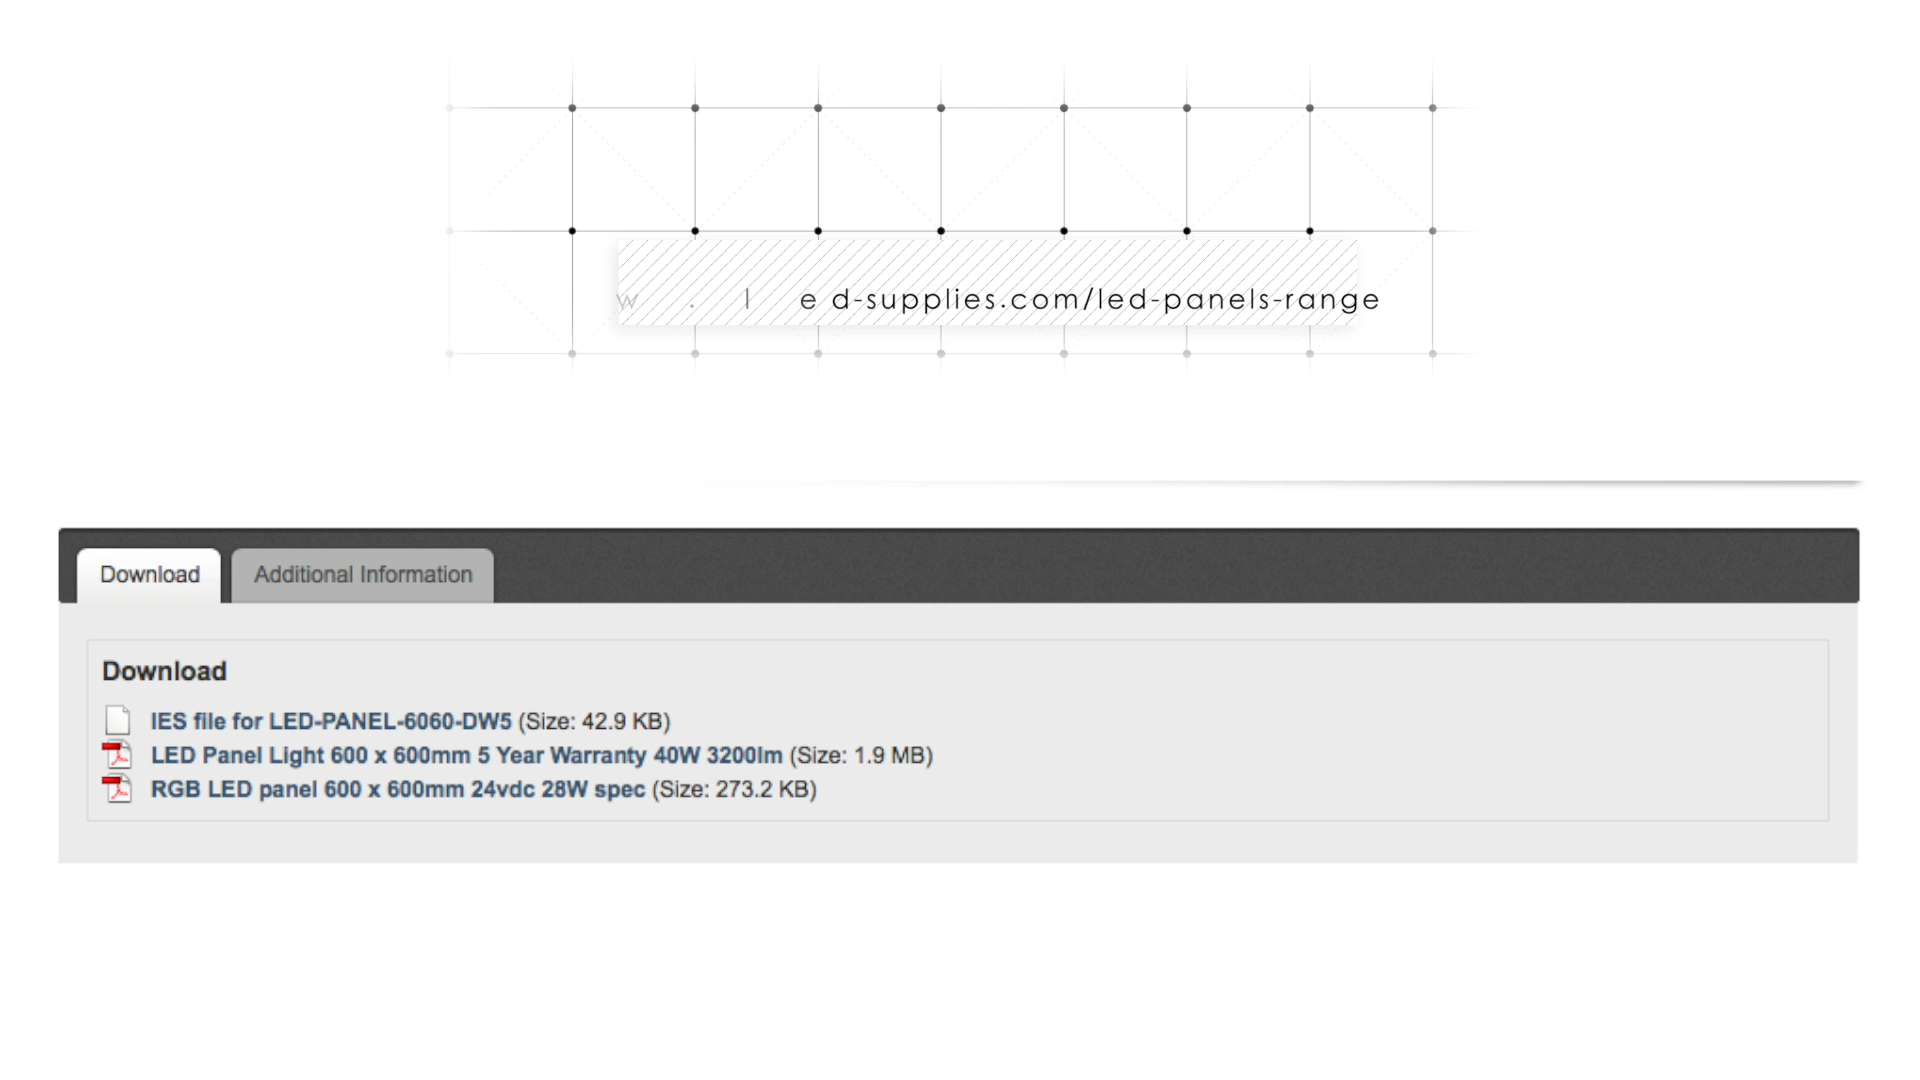 w . l e d-supplies.com/led-panels-range
Download
Additional Information
Download
IES file for LED-PANEL-6060-DW5 (Size: 42.9 KB)
LED Panel Light 600 x 600mm 5 Year Warranty 40W 3200lm (Size: 1.9 MB)
RGB LED panel 600 x 600mm 24vdc 28W spec (Size: 273.2 KB)